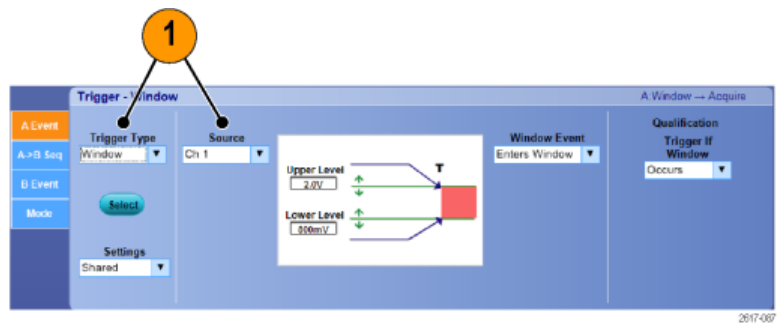 1
Trigger - Window
A:Window → Acquire
A Event
A->B Seq
B Event
Mode
Trigger Type
Window
Select
Settings
Shared
Source
Ch 1
Upper Level
2.0V
Lower Level
800mV
T
Window Event
Enters Window
Qualification
Trigger If
Window
Occurs
2617-087